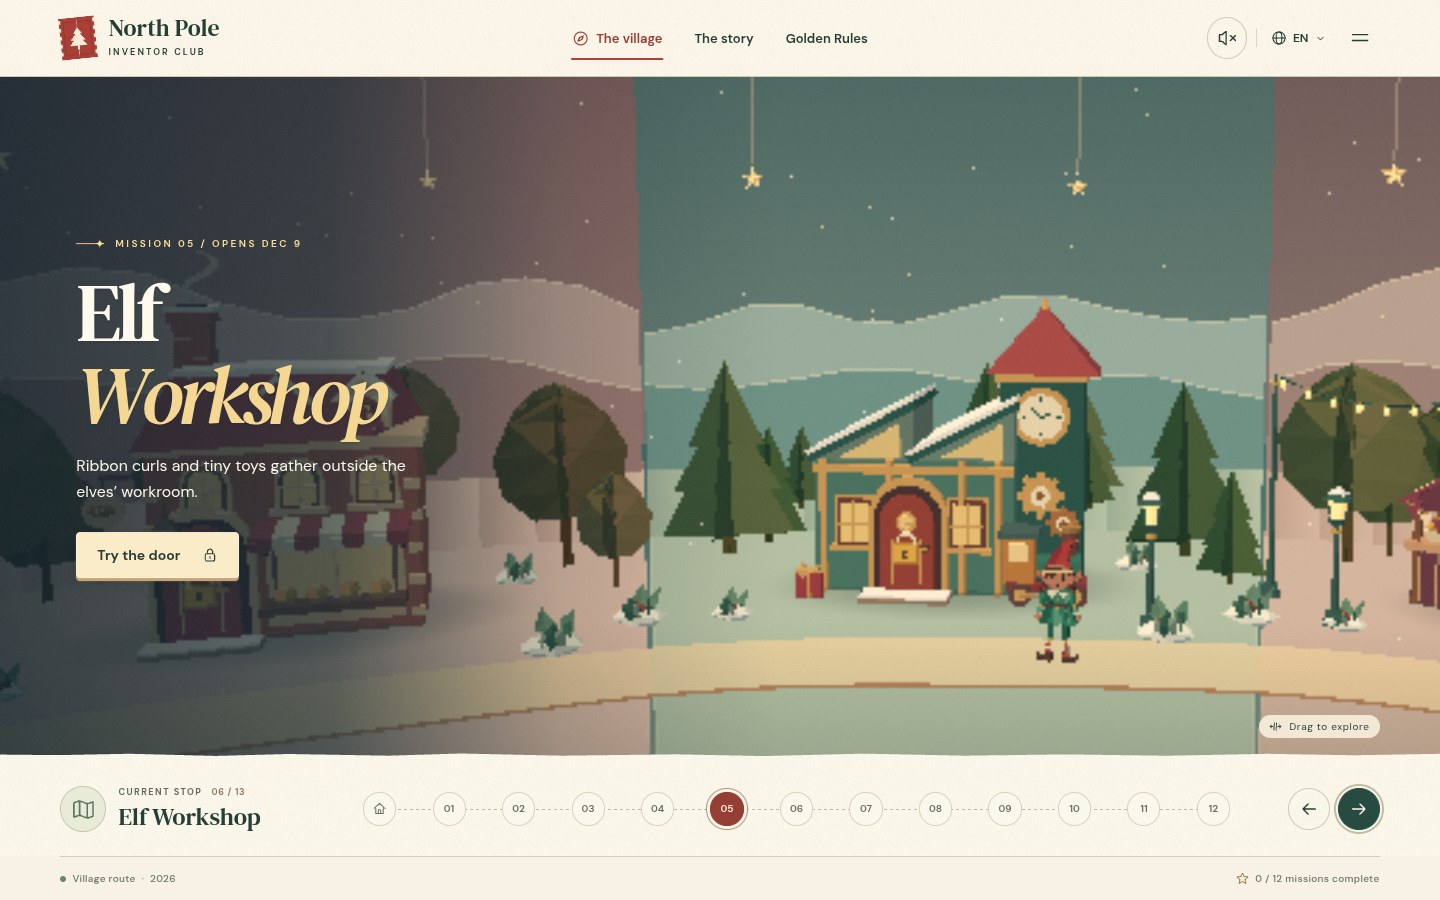 North Pole
INVENTOR CLUB
The village
The story
Golden Rules
EN
MISSION 05 / OPENS DEC 9
Elf
Workshop
Ribbon curls and tiny toys gather outside the
elves’ workroom.
Try the door
Drag to explore
CURRENT STOP 06 / 13
Elf Workshop
01
02
03
04
05
06
07
08
09
10
11
12
Village route · 2026
0 / 12 missions complete